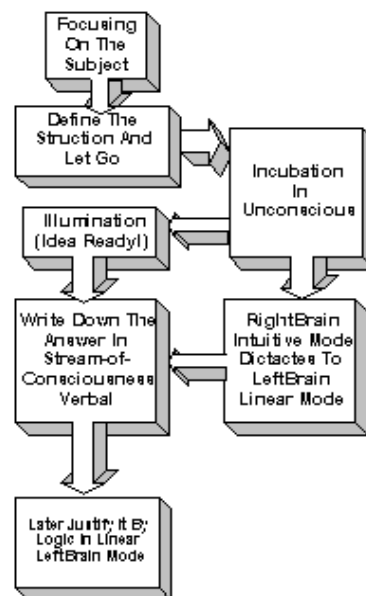 Focusing
On The
Subject
Define The
Struction And
Let Go
Incubation
In
Unconscious
Illumination
(Idea Ready!)
Write Down The
Answer In
Stream-of-
Consciousness
Verbal
RightBrain
Intuitive Mode
Dictactes To
LeftBrain
Linear Mode
Later Justify It By
Logic In Linear
LeftBrain Mode